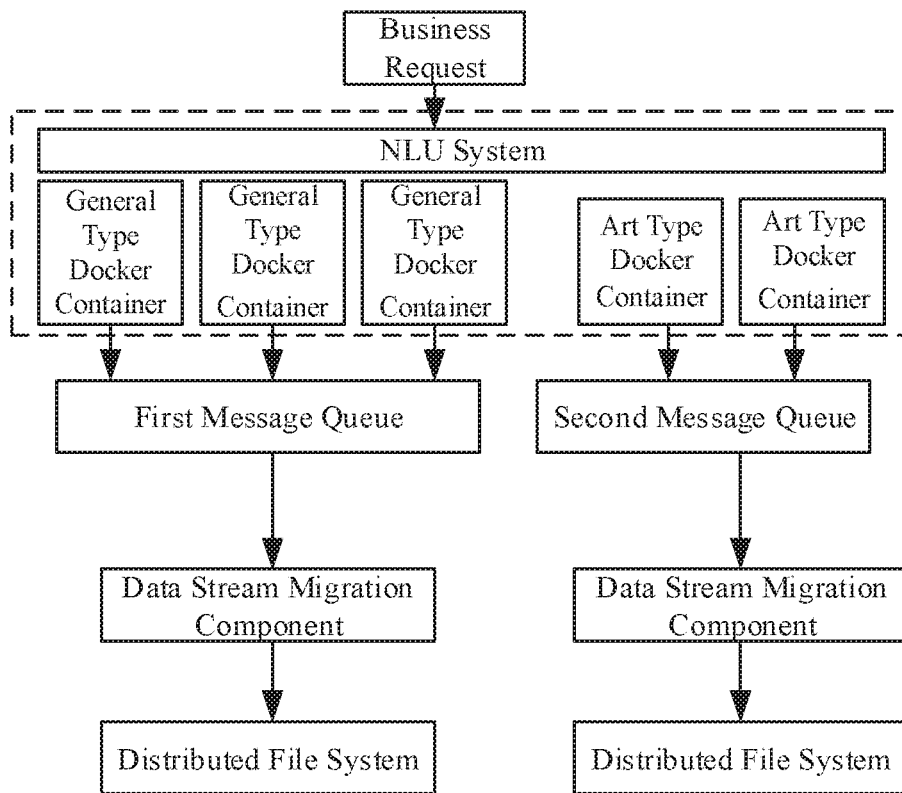 Business
Request
NLU System
General
Type
Docker
Container
General
Type
Docker
Container
General
Type
Docker
Container
Art Type
Docker
Container
Art Type
Docker
Container
First Message Queue
Second Message Queue
Data Stream Migration
Component
Data Stream Migration
Component
Distributed File System
Distributed File System